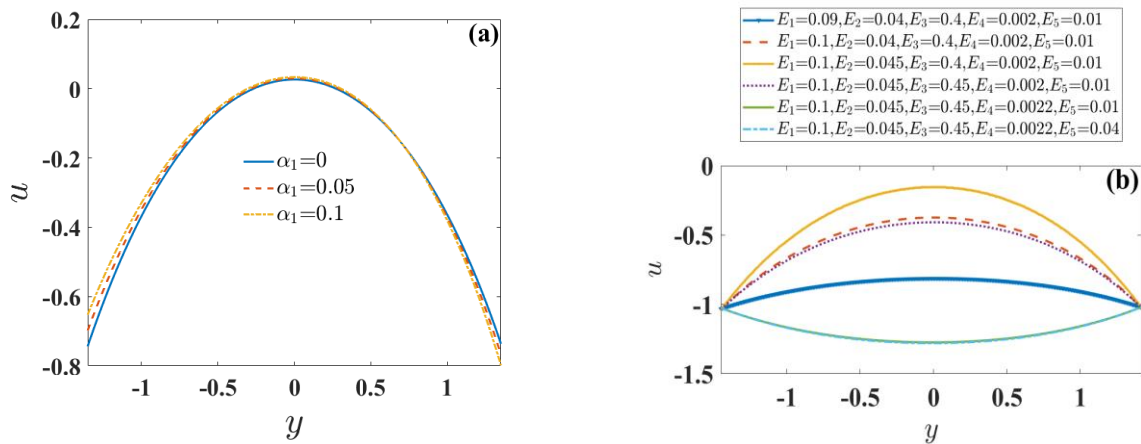 0.2
(a)
0
-0.2
-0.4
-0.6
-0.8
u
α₁=0
α₁=0.05
α₁=0.1
-1 -0.5 0 0.5 1
y
E₁=0.09,E₂=0.04,E₃=0.4,E₄=0.002,E₅=0.01
E₁=0.1,E₂=0.04,E₃=0.4,E₄=0.002,E₅=0.01
E₁=0.1,E₂=0.045,E₃=0.4,E₄=0.002,E₅=0.01
E₁=0.1,E₂=0.045,E₃=0.45,E₄=0.002,E₅=0.01
E₁=0.1,E₂=0.045,E₃=0.45,E₄=0.0022,E₅=0.01
E₁=0.1,E₂=0.045,E₃=0.45,E₄=0.0022,E₅=0.04
0
(b)
-0.5
-1
-1.5
u
-1 -0.5 0 0.5 1
y